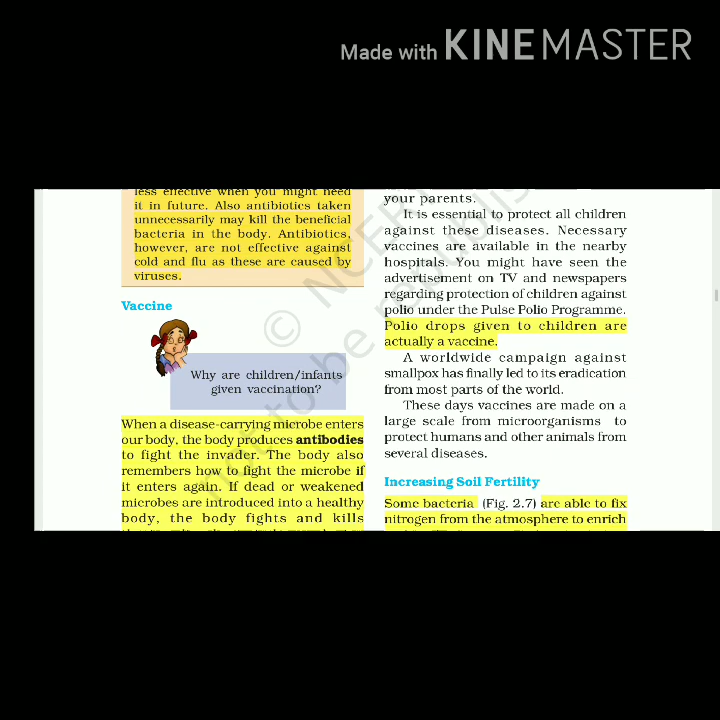 Made with KINEMASTER
less effective when you might need
it in future. Also antibiotics taken
unnecessarily may kill the beneficial
bacteria in the body. Antibiotics,
however, are not effective against
cold and flu as these are caused by
viruses.
Vaccine
Why are children/infants
given vaccination?
When a disease-carrying microbe enters
our body, the body produces antibodies
to fight the invader. The body also
remembers how to fight the microbe if
it enters again. If dead or weakened
microbes are introduced into a healthy
body, the body fights and kills
your parents.
It is essential to protect all children
against these diseases. Necessary
vaccines are available in the nearby
hospitals. You might have seen the
advertisement on TV and newspapers
regarding protection of children against
polio under the Pulse Polio Programme.
Polio drops given to children are
actually a vaccine.
A worldwide campaign against
smallpox has finally led to its eradication
from most parts of the world.
These days vaccines are made on a
large scale from microorganisms to
protect humans and other animals from
several diseases.
Increasing Soil Fertility
Some bacteria (Fig. 2.7) are able to fix
nitrogen from the atmosphere to enrich
© NCERT
not to be republis